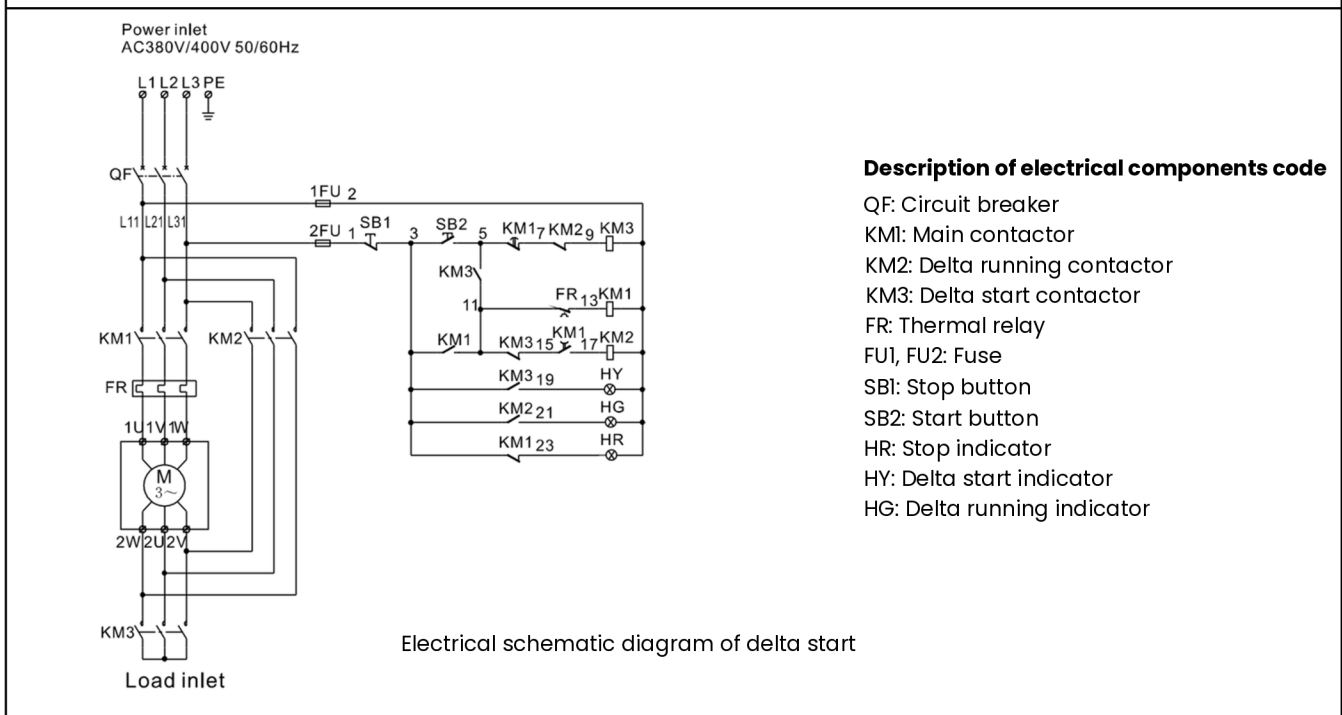 Power inlet
AC380V/400V 50/60Hz
L1 L2 L3 PE
QF
L11 L21 L31
1FU 2
2FU 1 SB1 3 SB2 5 KM1 7 KM2 9 KM3
KM3
11 FR 13 KM1
KM1 KM3 15 KM1 17 KM2
KM3 19 HY
KM2 21 HG
KM1 23 HR
KM1 KM2
FR
1U 1V 1W
M
3~
2W 2U 2V
KM3
Load inlet
Electrical schematic diagram of delta start
Description of electrical components code
QF: Circuit breaker
KM1: Main contactor
KM2: Delta running contactor
KM3: Delta start contactor
FR: Thermal relay
FU1, FU2: Fuse
SB1: Stop button
SB2: Start button
HR: Stop indicator
HY: Delta start indicator
HG: Delta running indicator